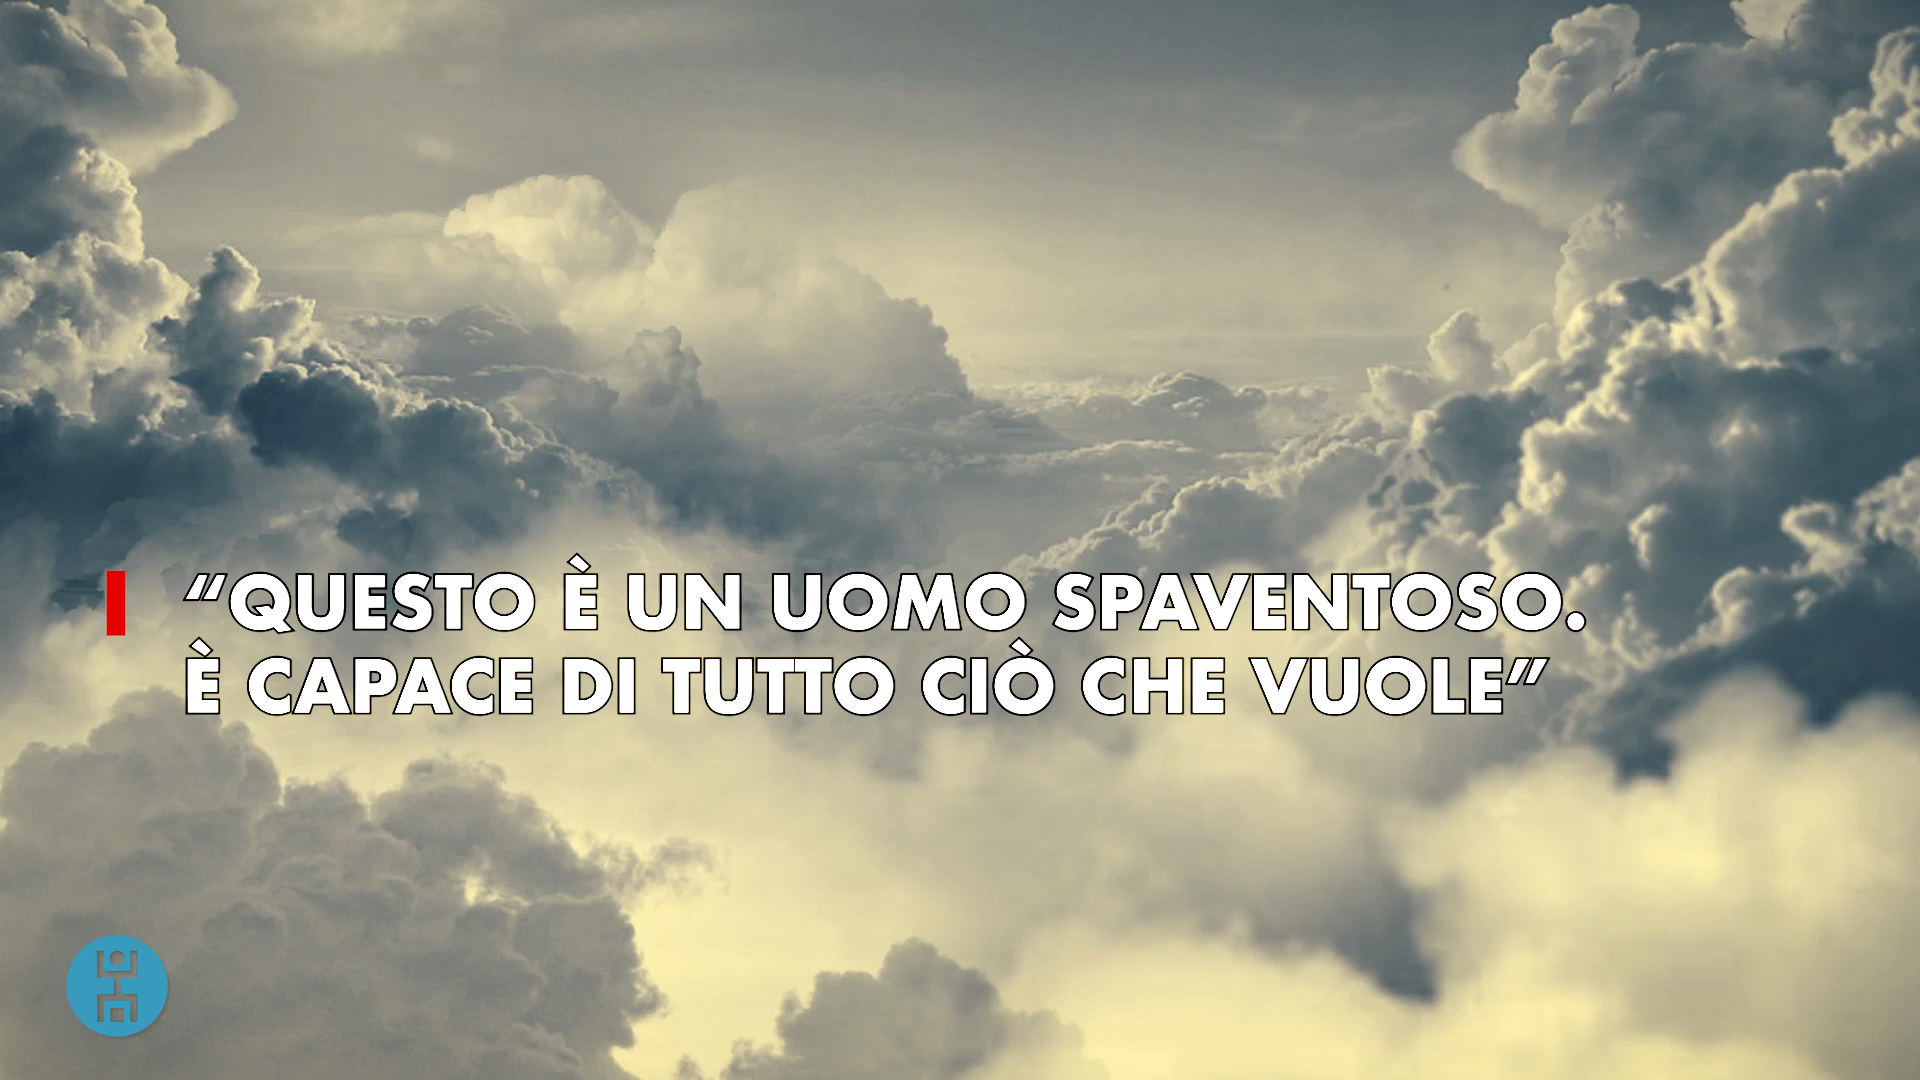 “QUESTO È UN UOMO SPAVENTOSO.
È CAPACE DI TUTTO CIÒ CHE VUOLE”